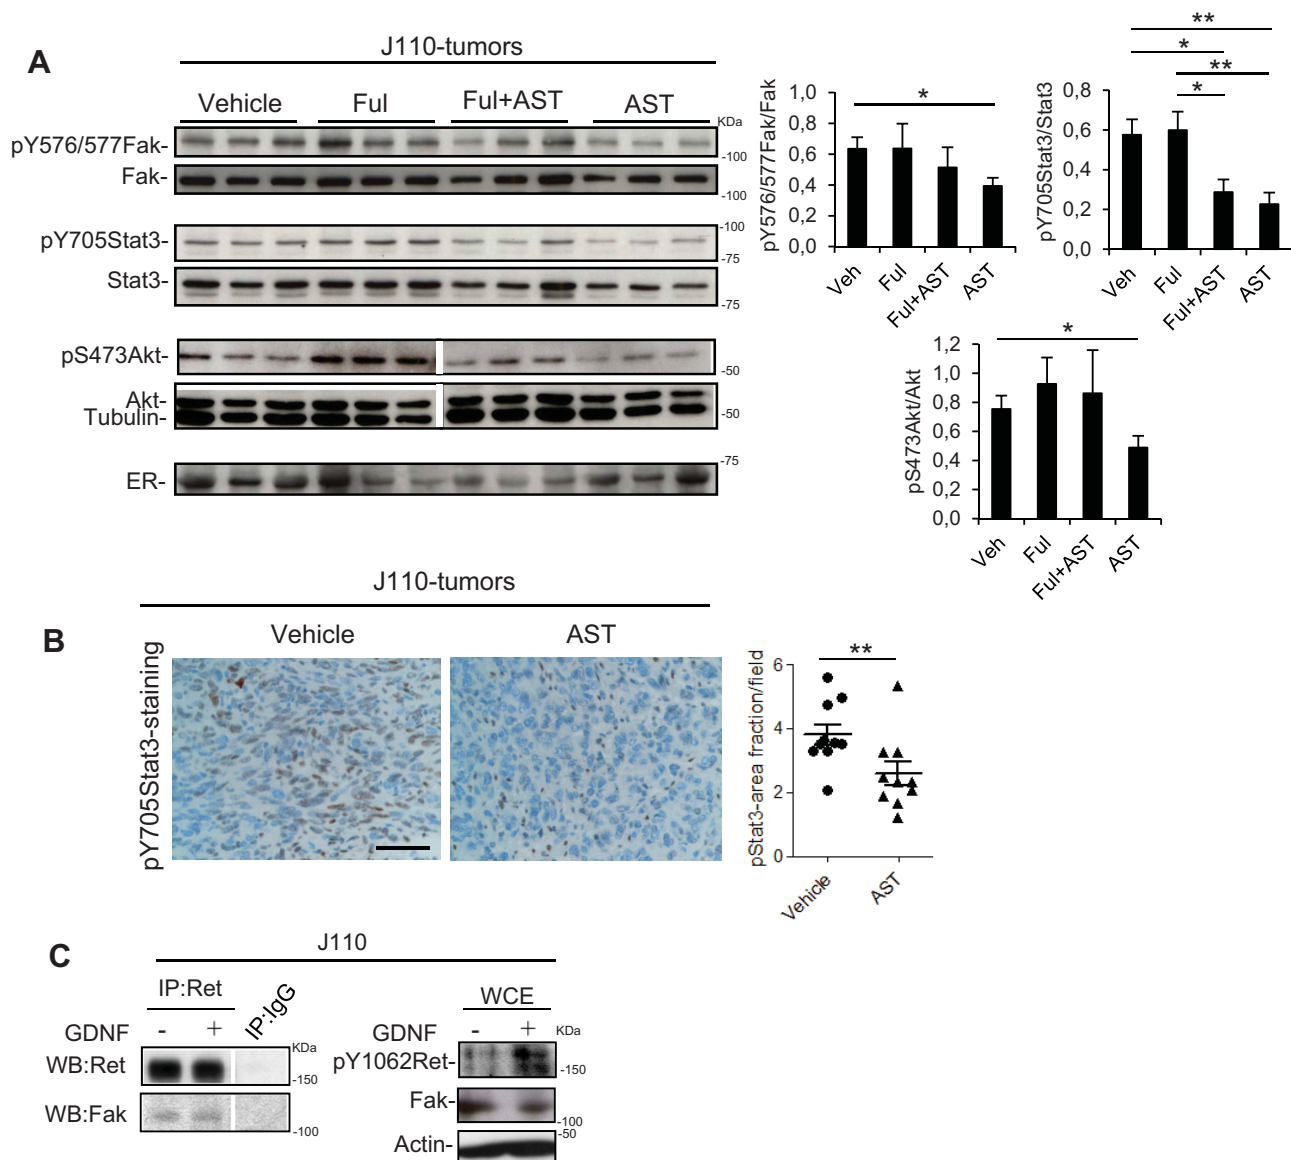 A
J110-tumors
Vehicle Ful Ful+AST AST
KDa
pY576/577Fak-
-100
Fak-
-100
pY705Stat3-
-100
-75
Stat3-
-75
pS473Akt-
-50
Akt-
Tubulin-
-50
ER-
-75
pY576/577Fak/Fak
1,0
0,8
0,6
0,4
0,2
0,0
*
Veh Ful Ful+AST AST
pY705Stat3/Stat3
0,8
0,6
0,4
0,2
0,0
**
*
**
*
Veh Ful Ful+AST AST
pS473Akt/Akt
1,2
1,0
0,8
0,6
0,4
0,2
0,0
*
Veh Ful Ful+AST AST
B
J110-tumors
Vehicle AST
pY705Stat3-staining
pStat3-area fraction/field
6
4
2
0
**
Vehicle AST
C
J110
IP:Ret IP:IgG
GDNF - +
KDa
WB:Ret
-150
WB:Fak
-100
WCE
GDNF - +
KDa
pY1062Ret-
-150
Fak-
-100
-50
Actin-